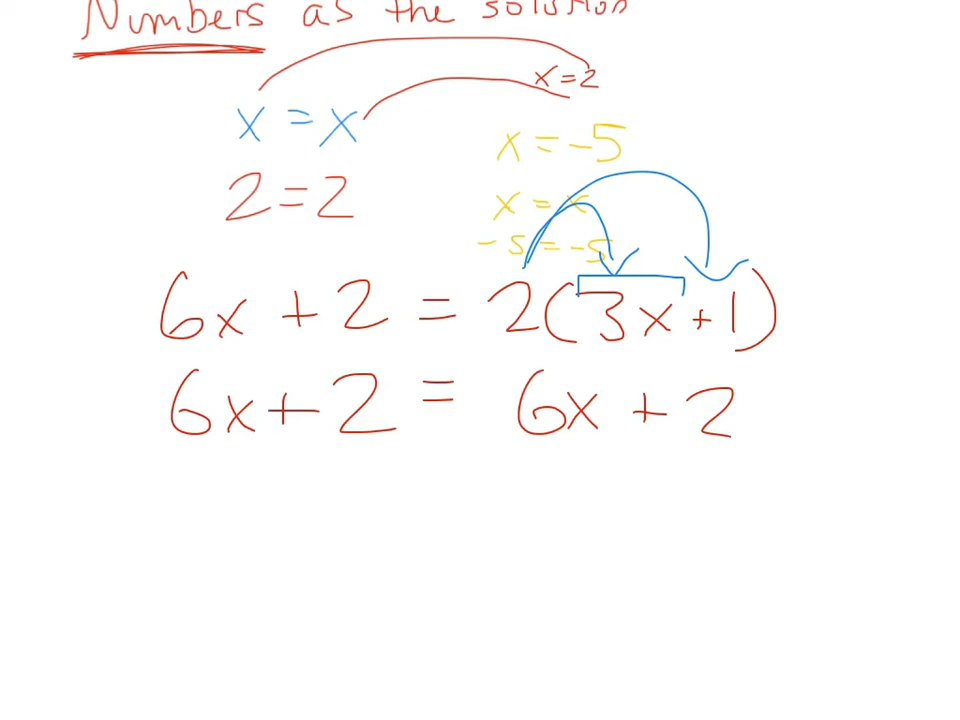 Numbers as the solution
x = 2
x = x
x = -5
2 = 2
x = x
-5 = -5
6x + 2 = 2(3x + 1)
6x + 2 = 6x + 2